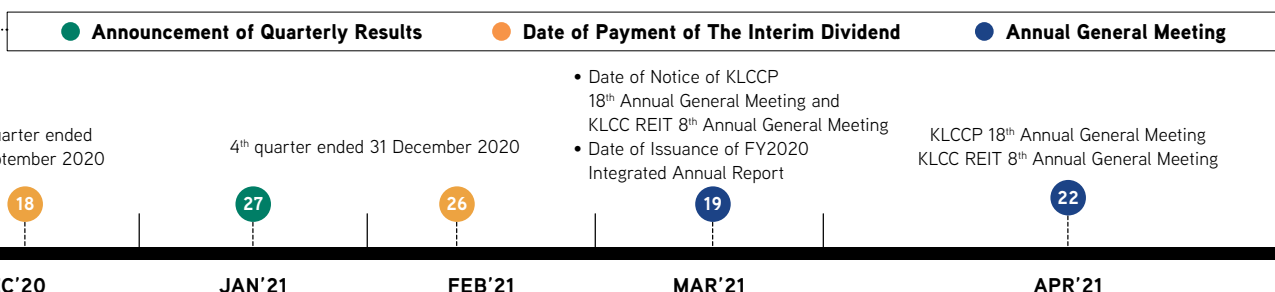 Announcement of Quarterly Results
Date of Payment of The Interim Dividend
Annual General Meeting
• Date of Notice of KLCCP
18th Annual General Meeting and
KLCC REIT 8th Annual General Meeting
• Date of Issuance of FY2020
Integrated Annual Report
ended
2020
4th quarter ended 31 December 2020
KLCCP 18th Annual General Meeting
KLCC REIT 8th Annual General Meeting
18
27
26
19
22
JAN'21
FEB'21
MAR'21
APR'21